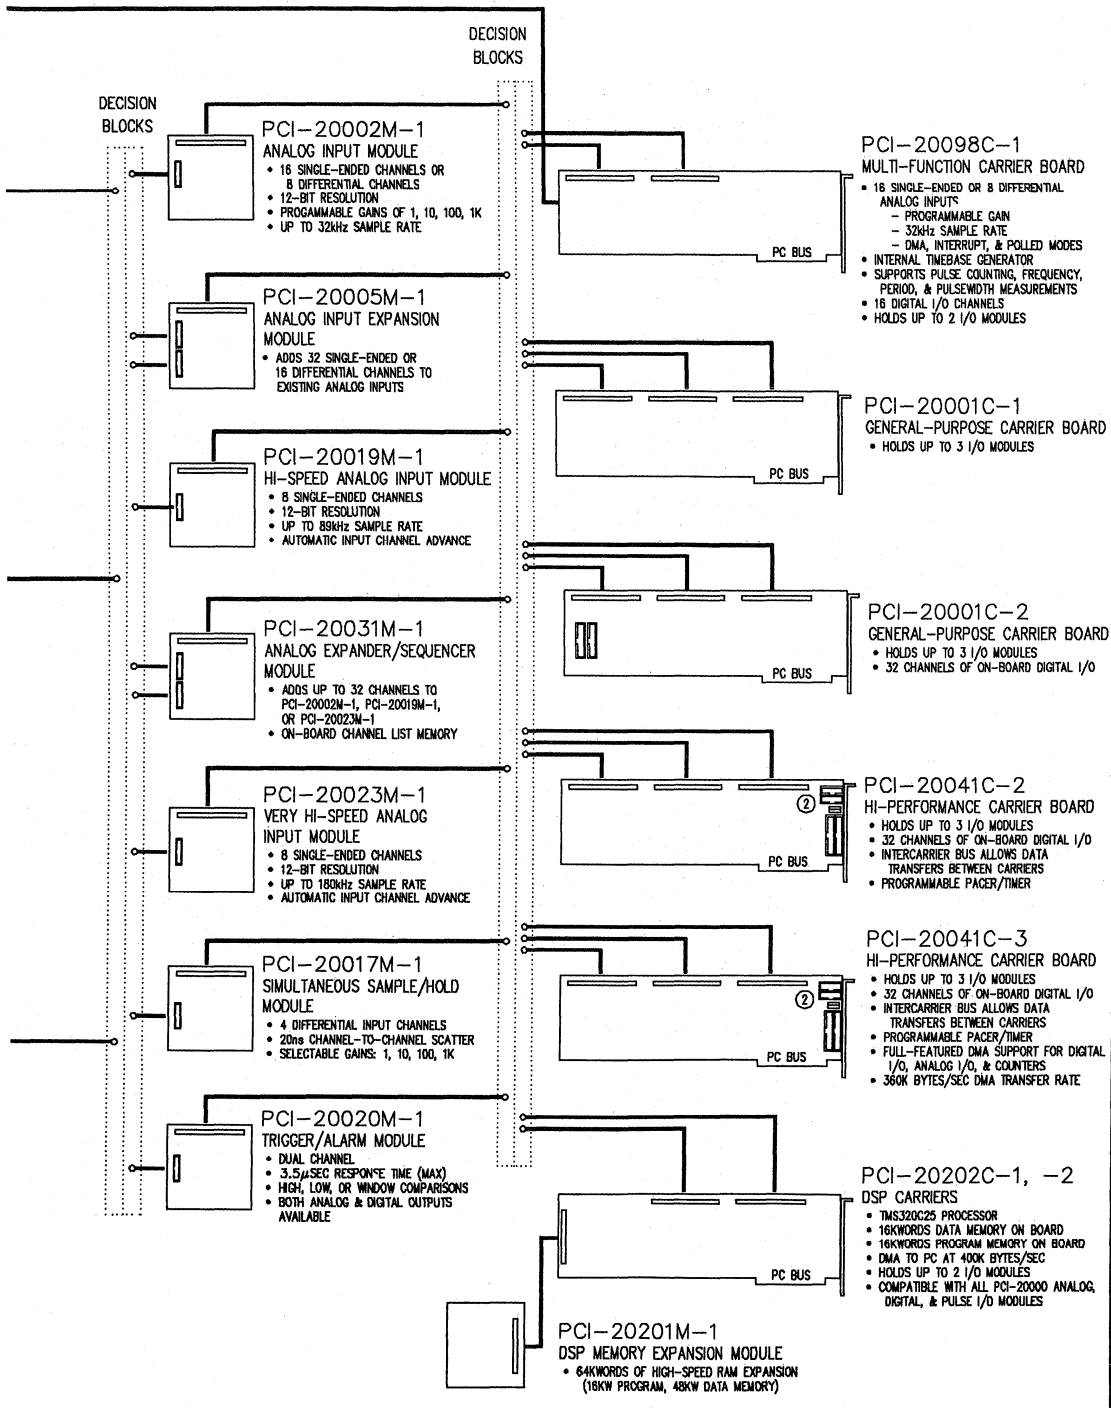 DECISION
BLOCKS
DECISION
BLOCKS
PCI-20002M-1
ANALOG INPUT MODULE
• 16 SINGLE-ENDED CHANNELS OR
8 DIFFERENTIAL CHANNELS
• 12-BIT RESOLUTION
• PROGAMMABLE GAINS OF 1, 10, 100, 1K
• UP TO 32kHz SAMPLE RATE
PCI-20005M-1
ANALOG INPUT EXPANSION
MODULE
• ADDS 32 SINGLE-ENDED OR
16 DIFFERENTIAL CHANNELS TO
EXISTING ANALOG INPUTS
PCI-20019M-1
HI-SPEED ANALOG INPUT MODULE
• 8 SINGLE-ENDED CHANNELS
• 12-BIT RESOLUTION
• UP TO 89kHz SAMPLE RATE
• AUTOMATIC INPUT CHANNEL ADVANCE
PCI-20031M-1
ANALOG EXPANDER/SEQUENCER
MODULE
• ADDS UP TO 32 CHANNELS TO
PCI-20002M-1, PCI-20019M-1,
OR PCI-20023M-1
• ON-BOARD CHANNEL LIST MEMORY
PCI-20023M-1
VERY HI-SPEED ANALOG
INPUT MODULE
• 8 SINGLE-ENDED CHANNELS
• 12-BIT RESOLUTION
• UP TO 180kHz SAMPLE RATE
• AUTOMATIC INPUT CHANNEL ADVANCE
PCI-20017M-1
SIMULTANEOUS SAMPLE/HOLD
MODULE
• 4 DIFFERENTIAL INPUT CHANNELS
• 20ns CHANNEL-TO-CHANNEL SCATTER
• SELECTABLE GAINS: 1, 10, 100, 1K
PCI-20020M-1
TRIGGER/ALARM MODULE
• DUAL CHANNEL
• 3.5µSEC RESPONSE TIME (MAX)
• HIGH, LOW, OR WINDOW COMPARISONS
• BOTH ANALOG & DIGITAL OUTPUTS
AVAILABLE
PC BUS
PCI-20098C-1
MULTI-FUNCTION CARRIER BOARD
• 16 SINGLE-ENDED OR 8 DIFFERENTIAL
ANALOG INPUTS
- PROGRAMMABLE GAIN
- 32kHz SAMPLE RATE
- DMA, INTERRUPT, & POLLED MODES
• INTERNAL TIMEBASE GENERATOR
• SUPPORTS PULSE COUNTING, FREQUENCY,
PERIOD, & PULSEWIDTH MEASUREMENTS
• 16 DIGITAL I/O CHANNELS
• HOLDS UP TO 2 I/O MODULES
PC BUS
PCI-20001C-1
GENERAL-PURPOSE CARRIER BOARD
• HOLDS UP TO 3 I/O MODULES
PC BUS
PCI-20001C-2
GENERAL-PURPOSE CARRIER BOARD
• HOLDS UP TO 3 I/O MODULES
• 32 CHANNELS OF ON-BOARD DIGITAL I/O
2
PC BUS
PCI-20041C-2
HI-PERFORMANCE CARRIER BOARD
• HOLDS UP TO 3 I/O MODULES
• 32 CHANNELS OF ON-BOARD DIGITAL I/O
• INTERCARRIER BUS ALLOWS DATA
TRANSFERS BETWEEN CARRIERS
• PROGRAMMABLE PACER/TIMER
2
PC BUS
PCI-20041C-3
HI-PERFORMANCE CARRIER BOARD
• HOLDS UP TO 3 I/O MODULES
• 32 CHANNELS OF ON-BOARD DIGITAL I/O
• INTERCARRIER BUS ALLOWS DATA
TRANSFERS BETWEEN CARRIERS
• PROGRAMMABLE PACER/TIMER
• FULL-FEATURED DMA SUPPORT FOR DIGITAL
I/O, ANALOG I/O, & COUNTERS
• 360K BYTES/SEC DMA TRANSFER RATE
PC BUS
PCI-20202C-1, -2
DSP CARRIERS
• TMS320C25 PROCESSOR
• 16KWORDS DATA MEMORY ON BOARD
• 16KWORDS PROGRAM MEMORY ON BOARD
• DMA TO PC AT 400K BYTES/SEC
• HOLDS UP TO 2 I/O MODULES
• COMPATIBLE WITH ALL PCI-20000 ANALOG,
DIGITAL, & PULSE I/O MODULES
PCI-20201M-1
DSP MEMORY EXPANSION MODULE
• 64KWORDS OF HIGH-SPEED RAM EXPANSION
(16KW PROGRAM, 48KW DATA MEMORY)